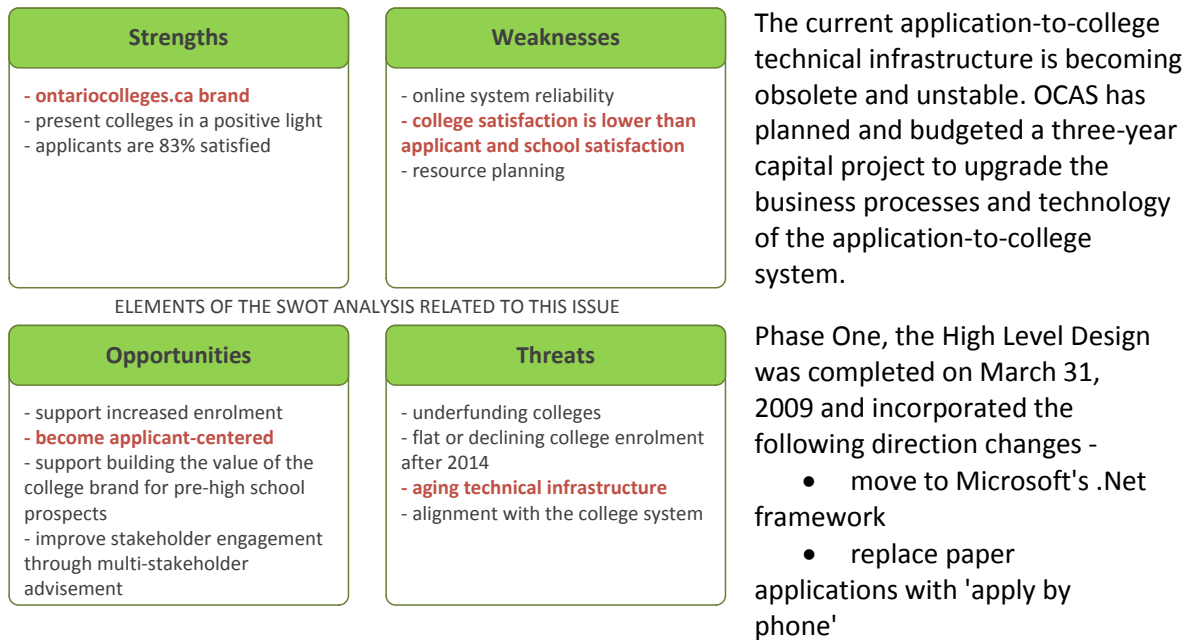 Strengths
- ontariocolleges.ca brand
- present colleges in a positive light
- applicants are 83% satisfied
Weaknesses
- online system reliability
- college satisfaction is lower than
applicant and school satisfaction
- resource planning
ELEMENTS OF THE SWOT ANALYSIS RELATED TO THIS ISSUE
Opportunities
- support increased enrolment
- become applicant-centered
- support building the value of the
college brand for pre-high school
prospects
- improve stakeholder engagement
through multi-stakeholder
advisement
Threats
- underfunding colleges
- flat or declining college enrolment
after 2014
- aging technical infrastructure
- alignment with the college system
The current application-to-college
technical infrastructure is becoming
obsolete and unstable. OCAS has
planned and budgeted a three-year
capital project to upgrade the
business processes and technology
of the application-to-college
system.
Phase One, the High Level Design
was completed on March 31,
2009 and incorporated the
following direction changes -
• move to Microsoft's .Net
framework
• replace paper
applications with 'apply by
phone'